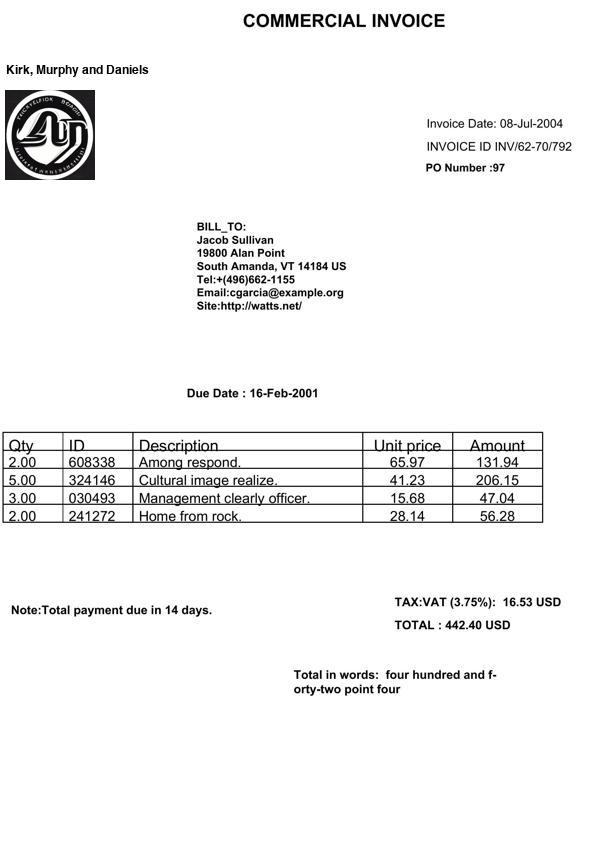 COMMERCIAL INVOICE
Kirk, Murphy and Daniels
Invoice Date: 08-Jul-2004
INVOICE ID INV/62-70/792
PO Number :97
BILL_TO:
Jacob Sullivan
19800 Alan Point
South Amanda, VT 14184 US
Tel:+(496)662-1155
Email:cgarcia@example.org
Site:http://watts.net/
Due Date : 16-Feb-2001
Qty ID Description Unit price Amount
2.00 608338 Among respond. 65.97 131.94
5.00 324146 Cultural image realize. 41.23 206.15
3.00 030493 Management clearly officer. 15.68 47.04
2.00 241272 Home from rock. 28.14 56.28
TAX:VAT (3.75%): 16.53 USD
Note:Total payment due in 14 days.
TOTAL : 442.40 USD
Total in words: four hundred and f-
orty-two point four